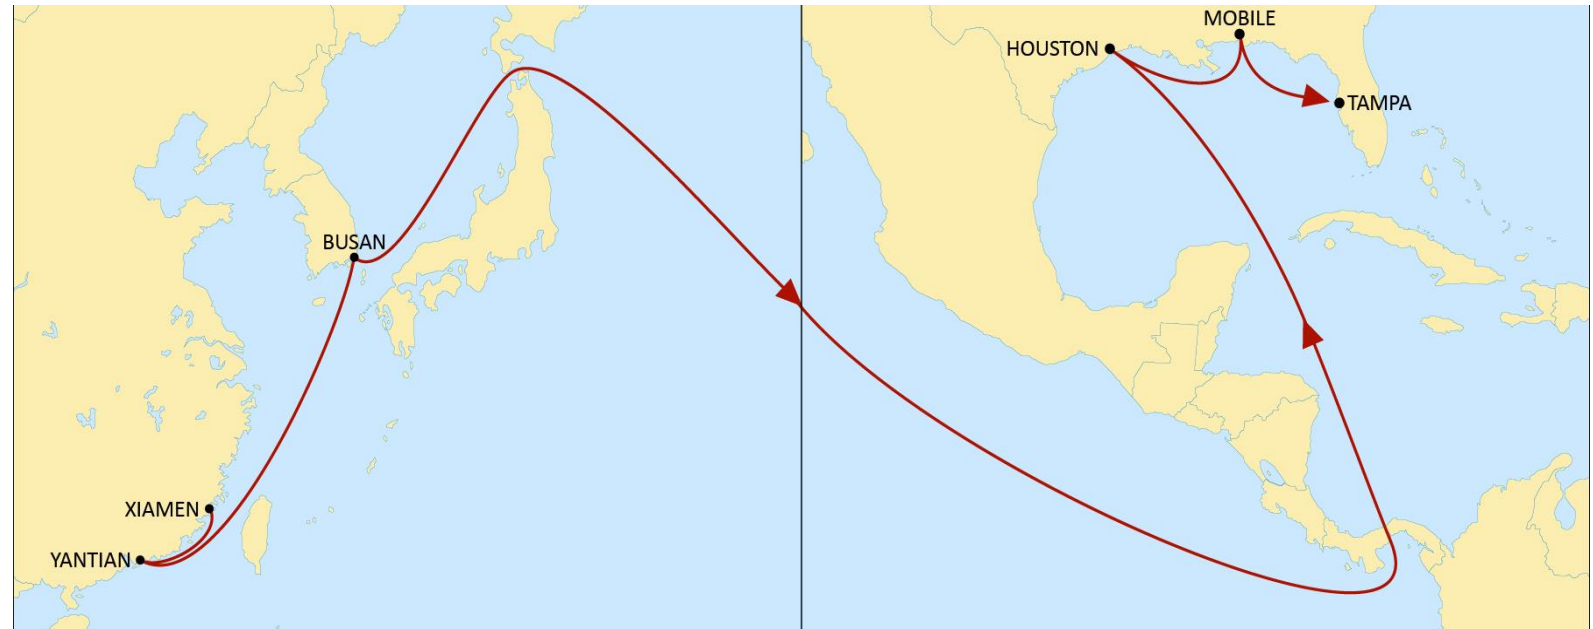 MOBILE
HOUSTON
TAMPA
BUSAN
XIAMEN
YANTIAN